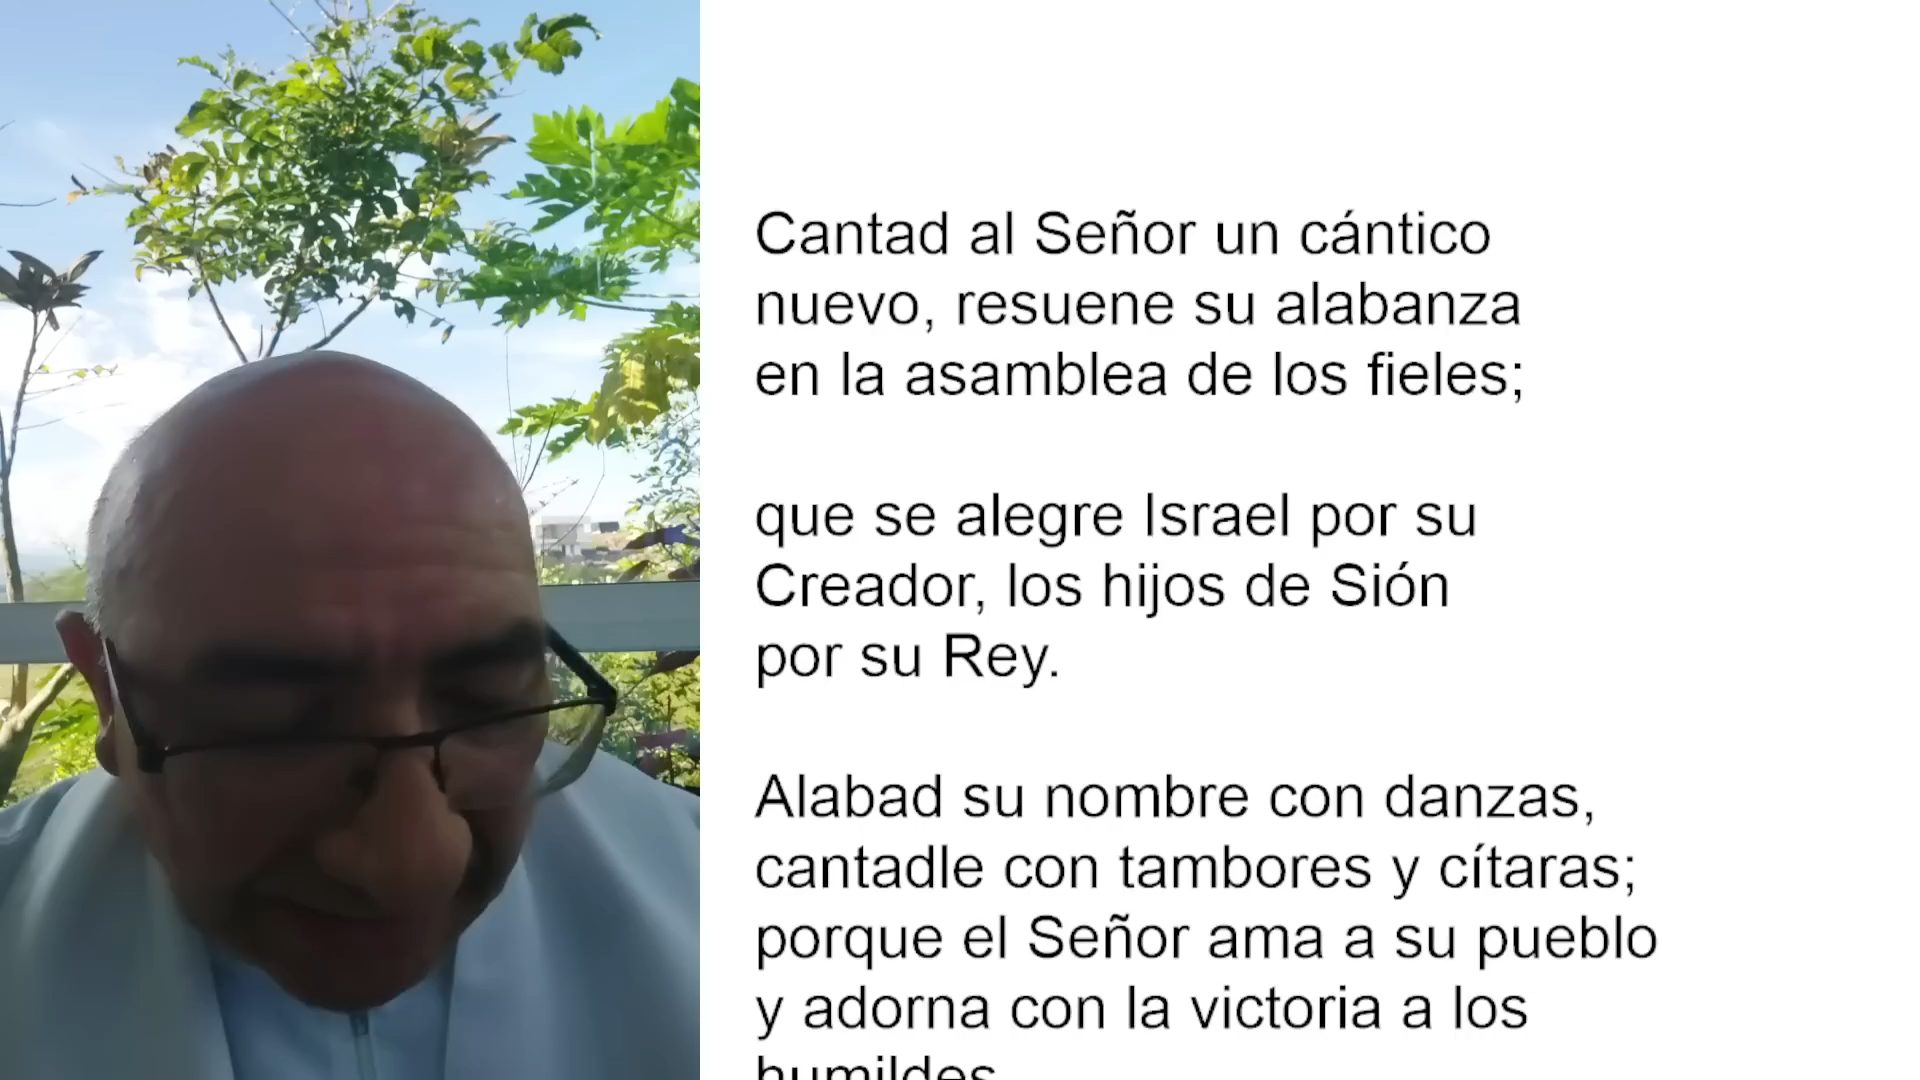 Cantad al Señor un cántico
nuevo, resuene su alabanza
en la asamblea de los fieles;
que se alegre Israel por su
Creador, los hijos de Sión
por su Rey.
Alabad su nombre con danzas,
cantadle con tambores y cítaras;
porque el Señor ama a su pueblo
y adorna con la victoria a los
humildes